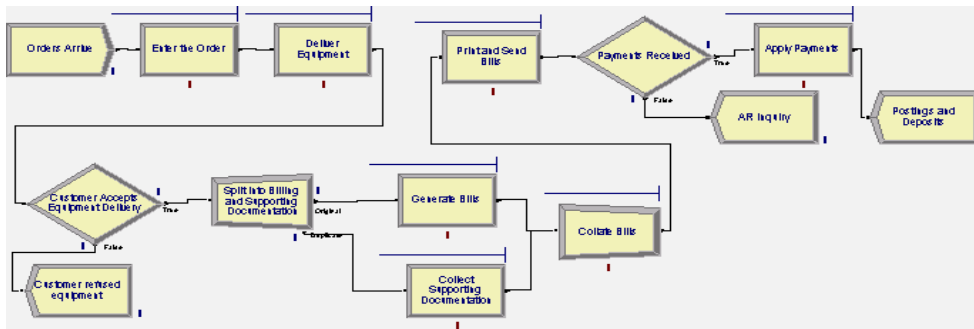 Orders Arrive
Enter the Order
Deliver
Equipment
Print and Send
Bills
Payments Received
True
False
Apply Payments
AR Inquiry
Postings and
Deposits
Customer Accepts
Equipment Delivery
True
False
Customer refused
equipment
Split into Billing
and Supporting
Documentation
Original
Duplicate
Generate Bills
Collect
Supporting
Documentation
Collate Bills